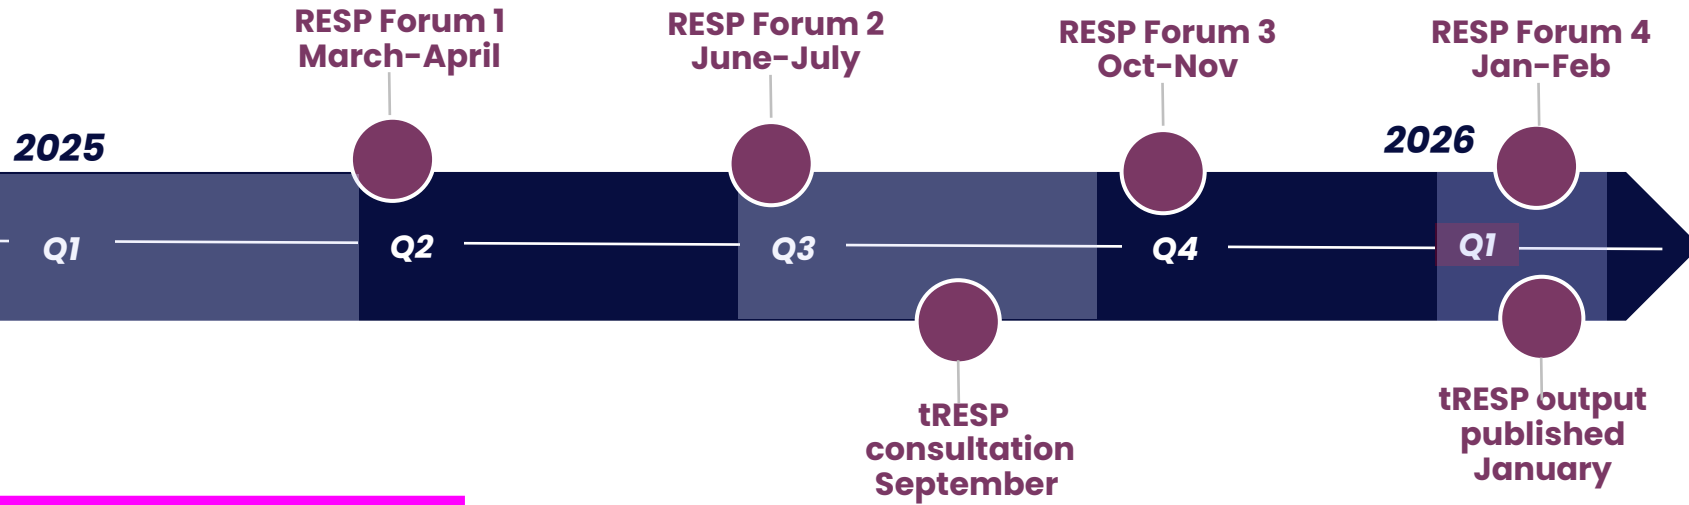 RESP Forum 1
March-April
RESP Forum 2
June-July
RESP Forum 3
Oct-Nov
RESP Forum 4
Jan-Feb
2025
2026
Q1
Q2
Q3
Q4
Q1
tRESP
consultation
September
tRESP output
published
January